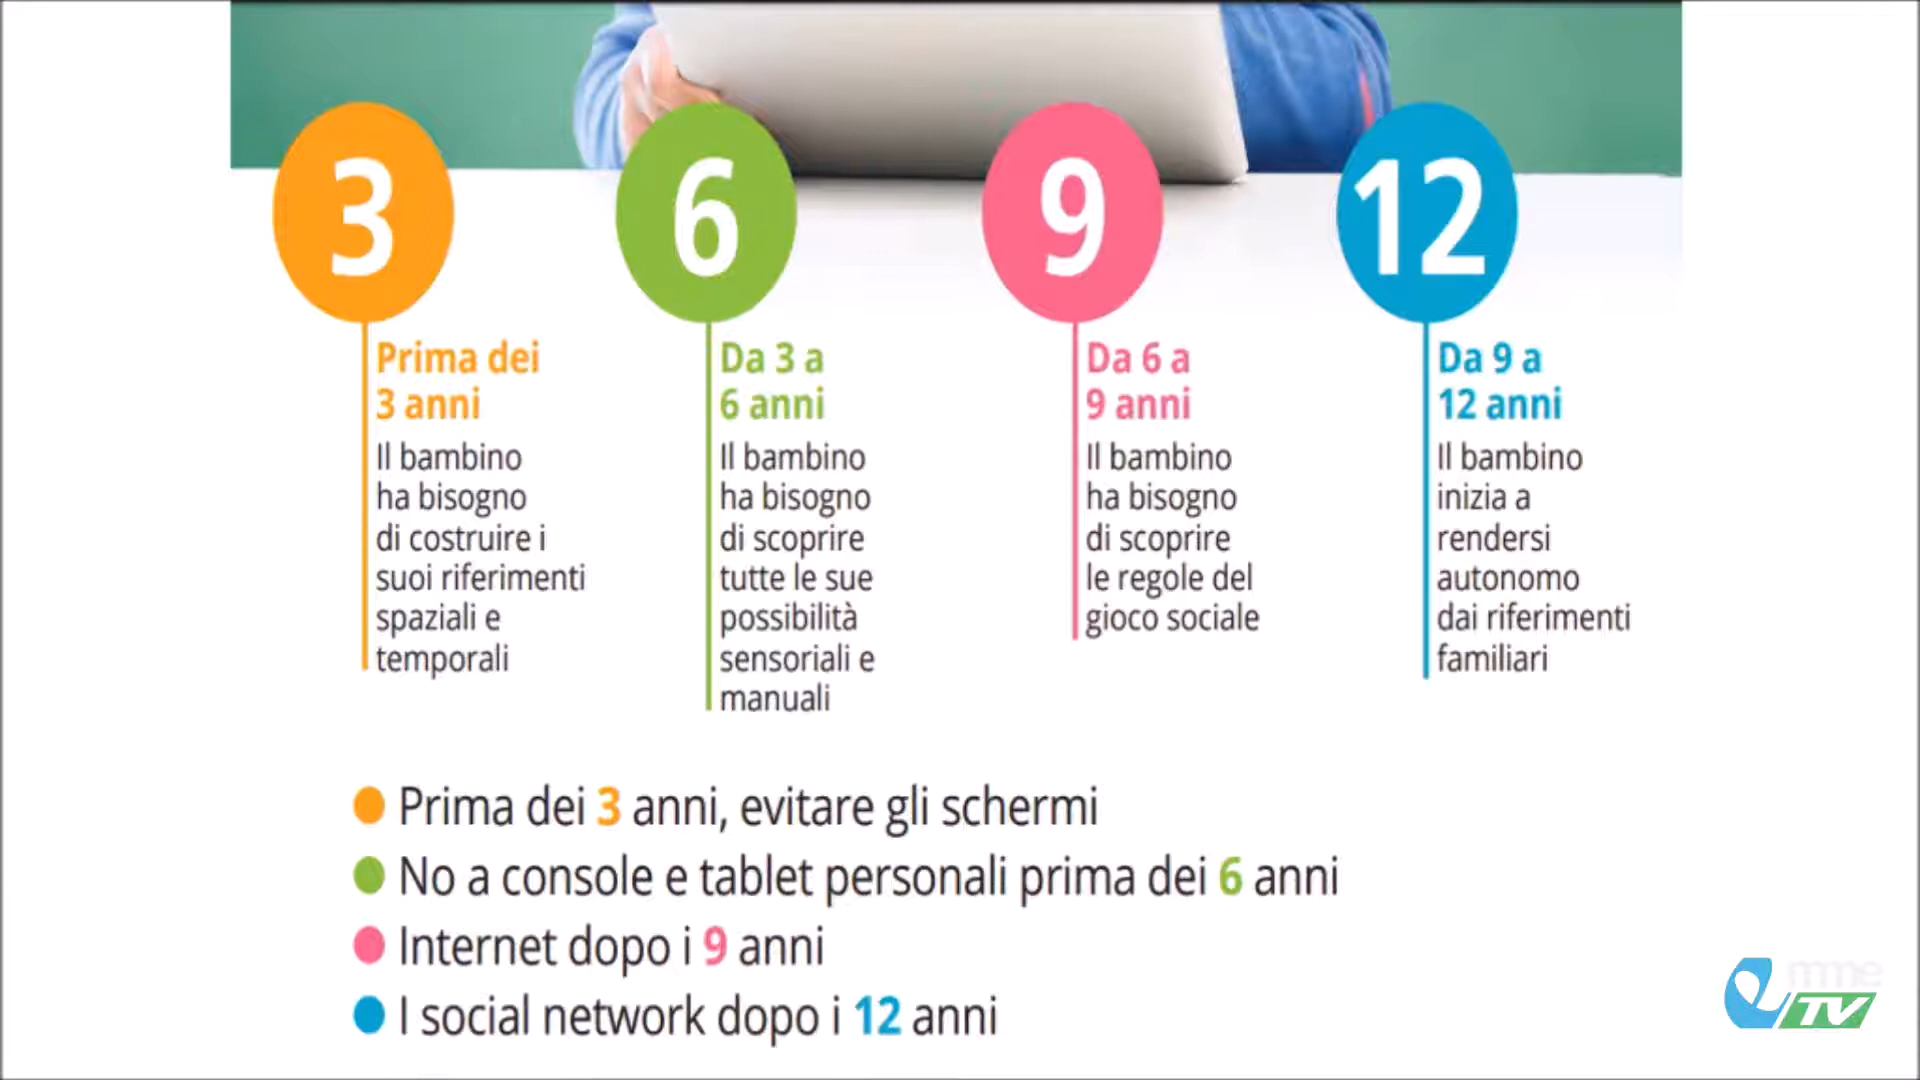 3
6
9
12
Prima dei
3 anni
Il bambino
ha bisogno
di costruire i
suoi riferimenti
spaziali e
temporali
Da 3 a
6 anni
Il bambino
ha bisogno
di scoprire
tutte le sue
possibilità
sensoriali e
manuali
Da 6 a
9 anni
Il bambino
ha bisogno
di scoprire
le regole del
gioco sociale
Da 9 a
12 anni
Il bambino
inizia a
rendersi
autonomo
dai riferimenti
familiari
Prima dei 3 anni, evitare gli schermi
No a console e tablet personali prima dei 6 anni
Internet dopo i 9 anni
I social network dopo i 12 anni
emme
TV